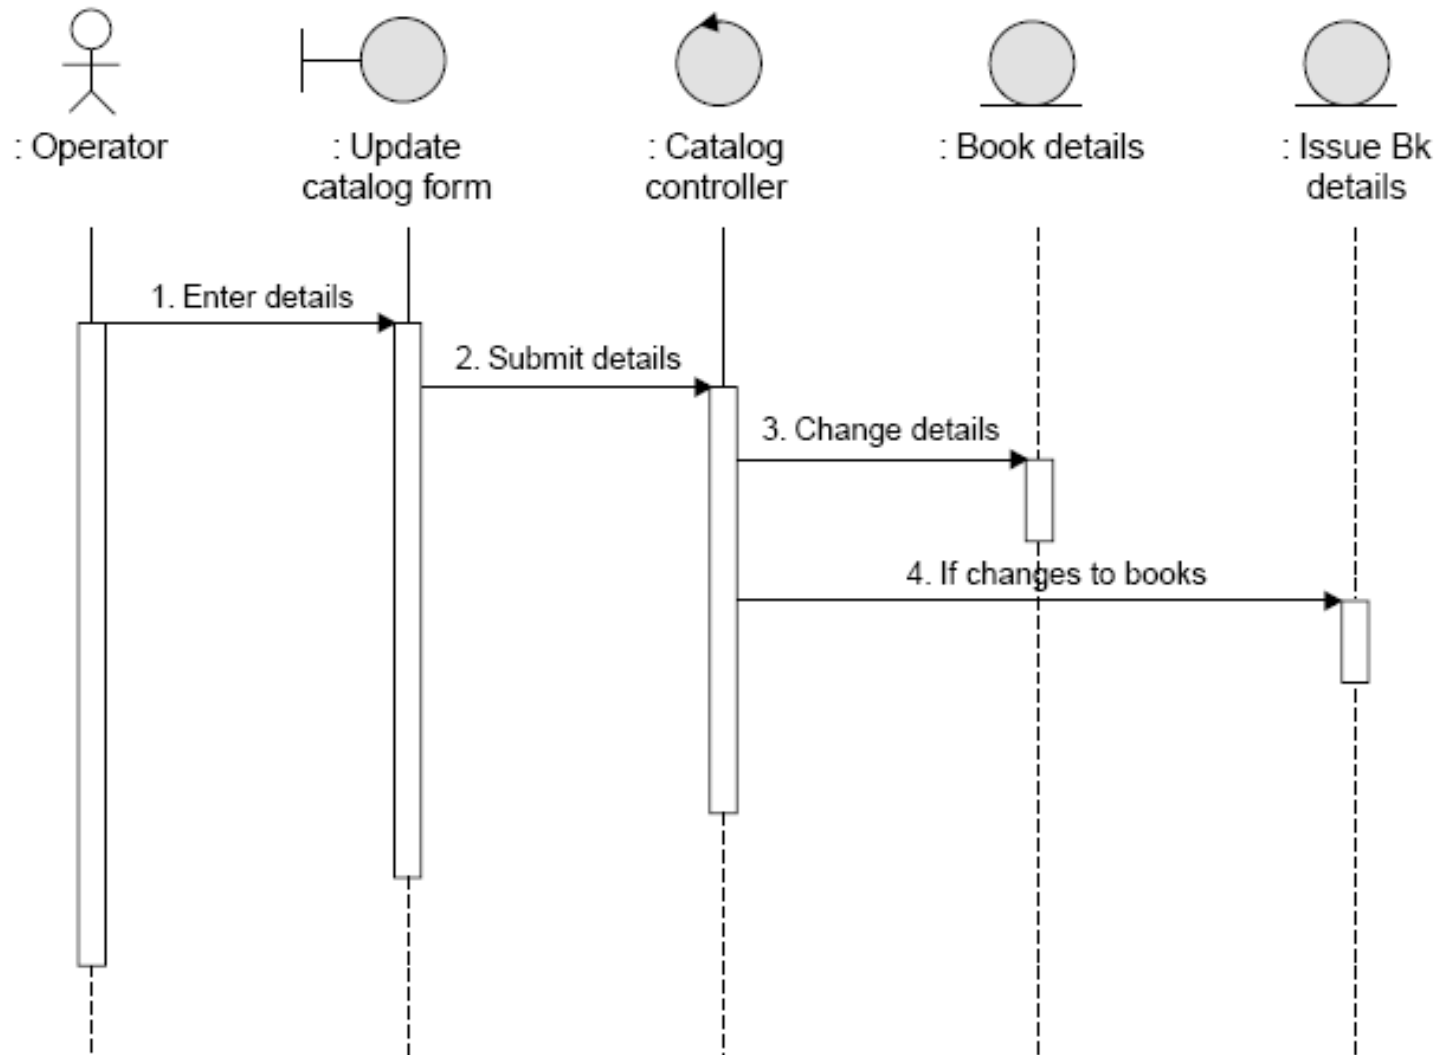 : Operator
: Update
catalog form
: Catalog
controller
: Book details
: Issue Bk
details
1. Enter details
2. Submit details
3. Change details
4. If changes to books